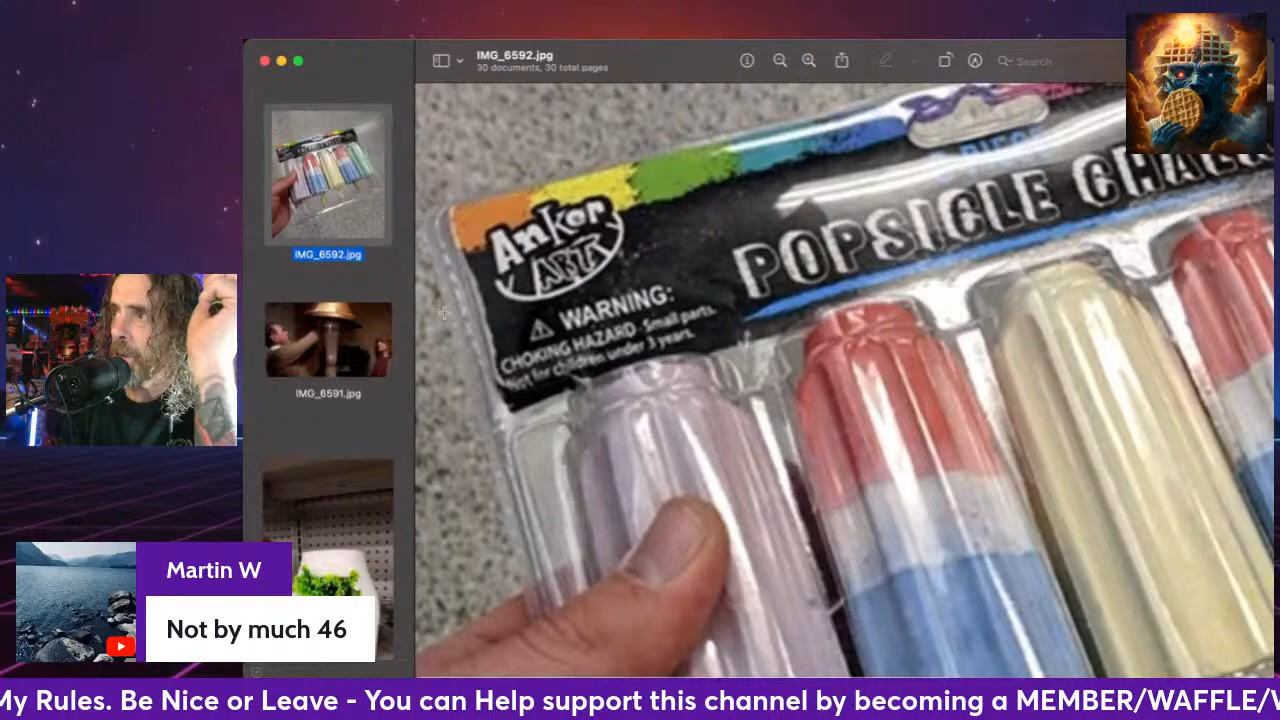 IMG_6592.jpg
30 documents, 30 total pages
Search
IMG_6592.jpg
IMG_6591.jpg
Anker
ART
POPSICLE CHALK
WARNING:
CHOKING HAZARD Small parts.
Not for children under 3 years.
Martin W
Not by much 46
My Rules. Be Nice or Leave - You can Help support this channel by becoming a MEMBER/WAFFLE/